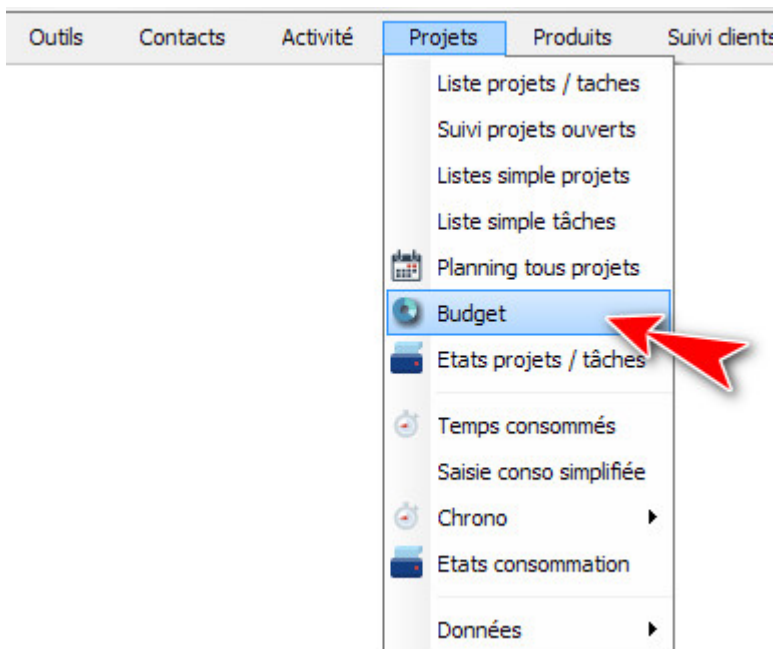 Outils Contacts Activité Projets Produits Suivi clients
Liste projets / taches
Suivi projets ouverts
Listes simple projets
Liste simple tâches
Planning tous projets
Budget
Etats projets / tâches
Temps consommés
Saisie conso simplifiée
Chrono
Etats consommation
Données